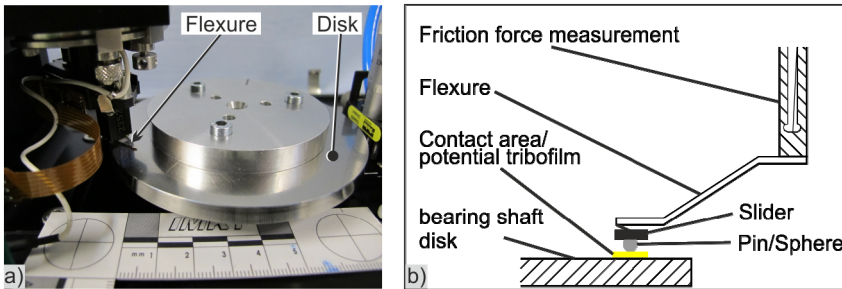 Flexure
Disk
mm 1 2 3 4 5
a)
Friction force measurement
Flexure
Contact area/
potential tribofilm
bearing shaft
disk
Slider
Pin/Sphere
b)